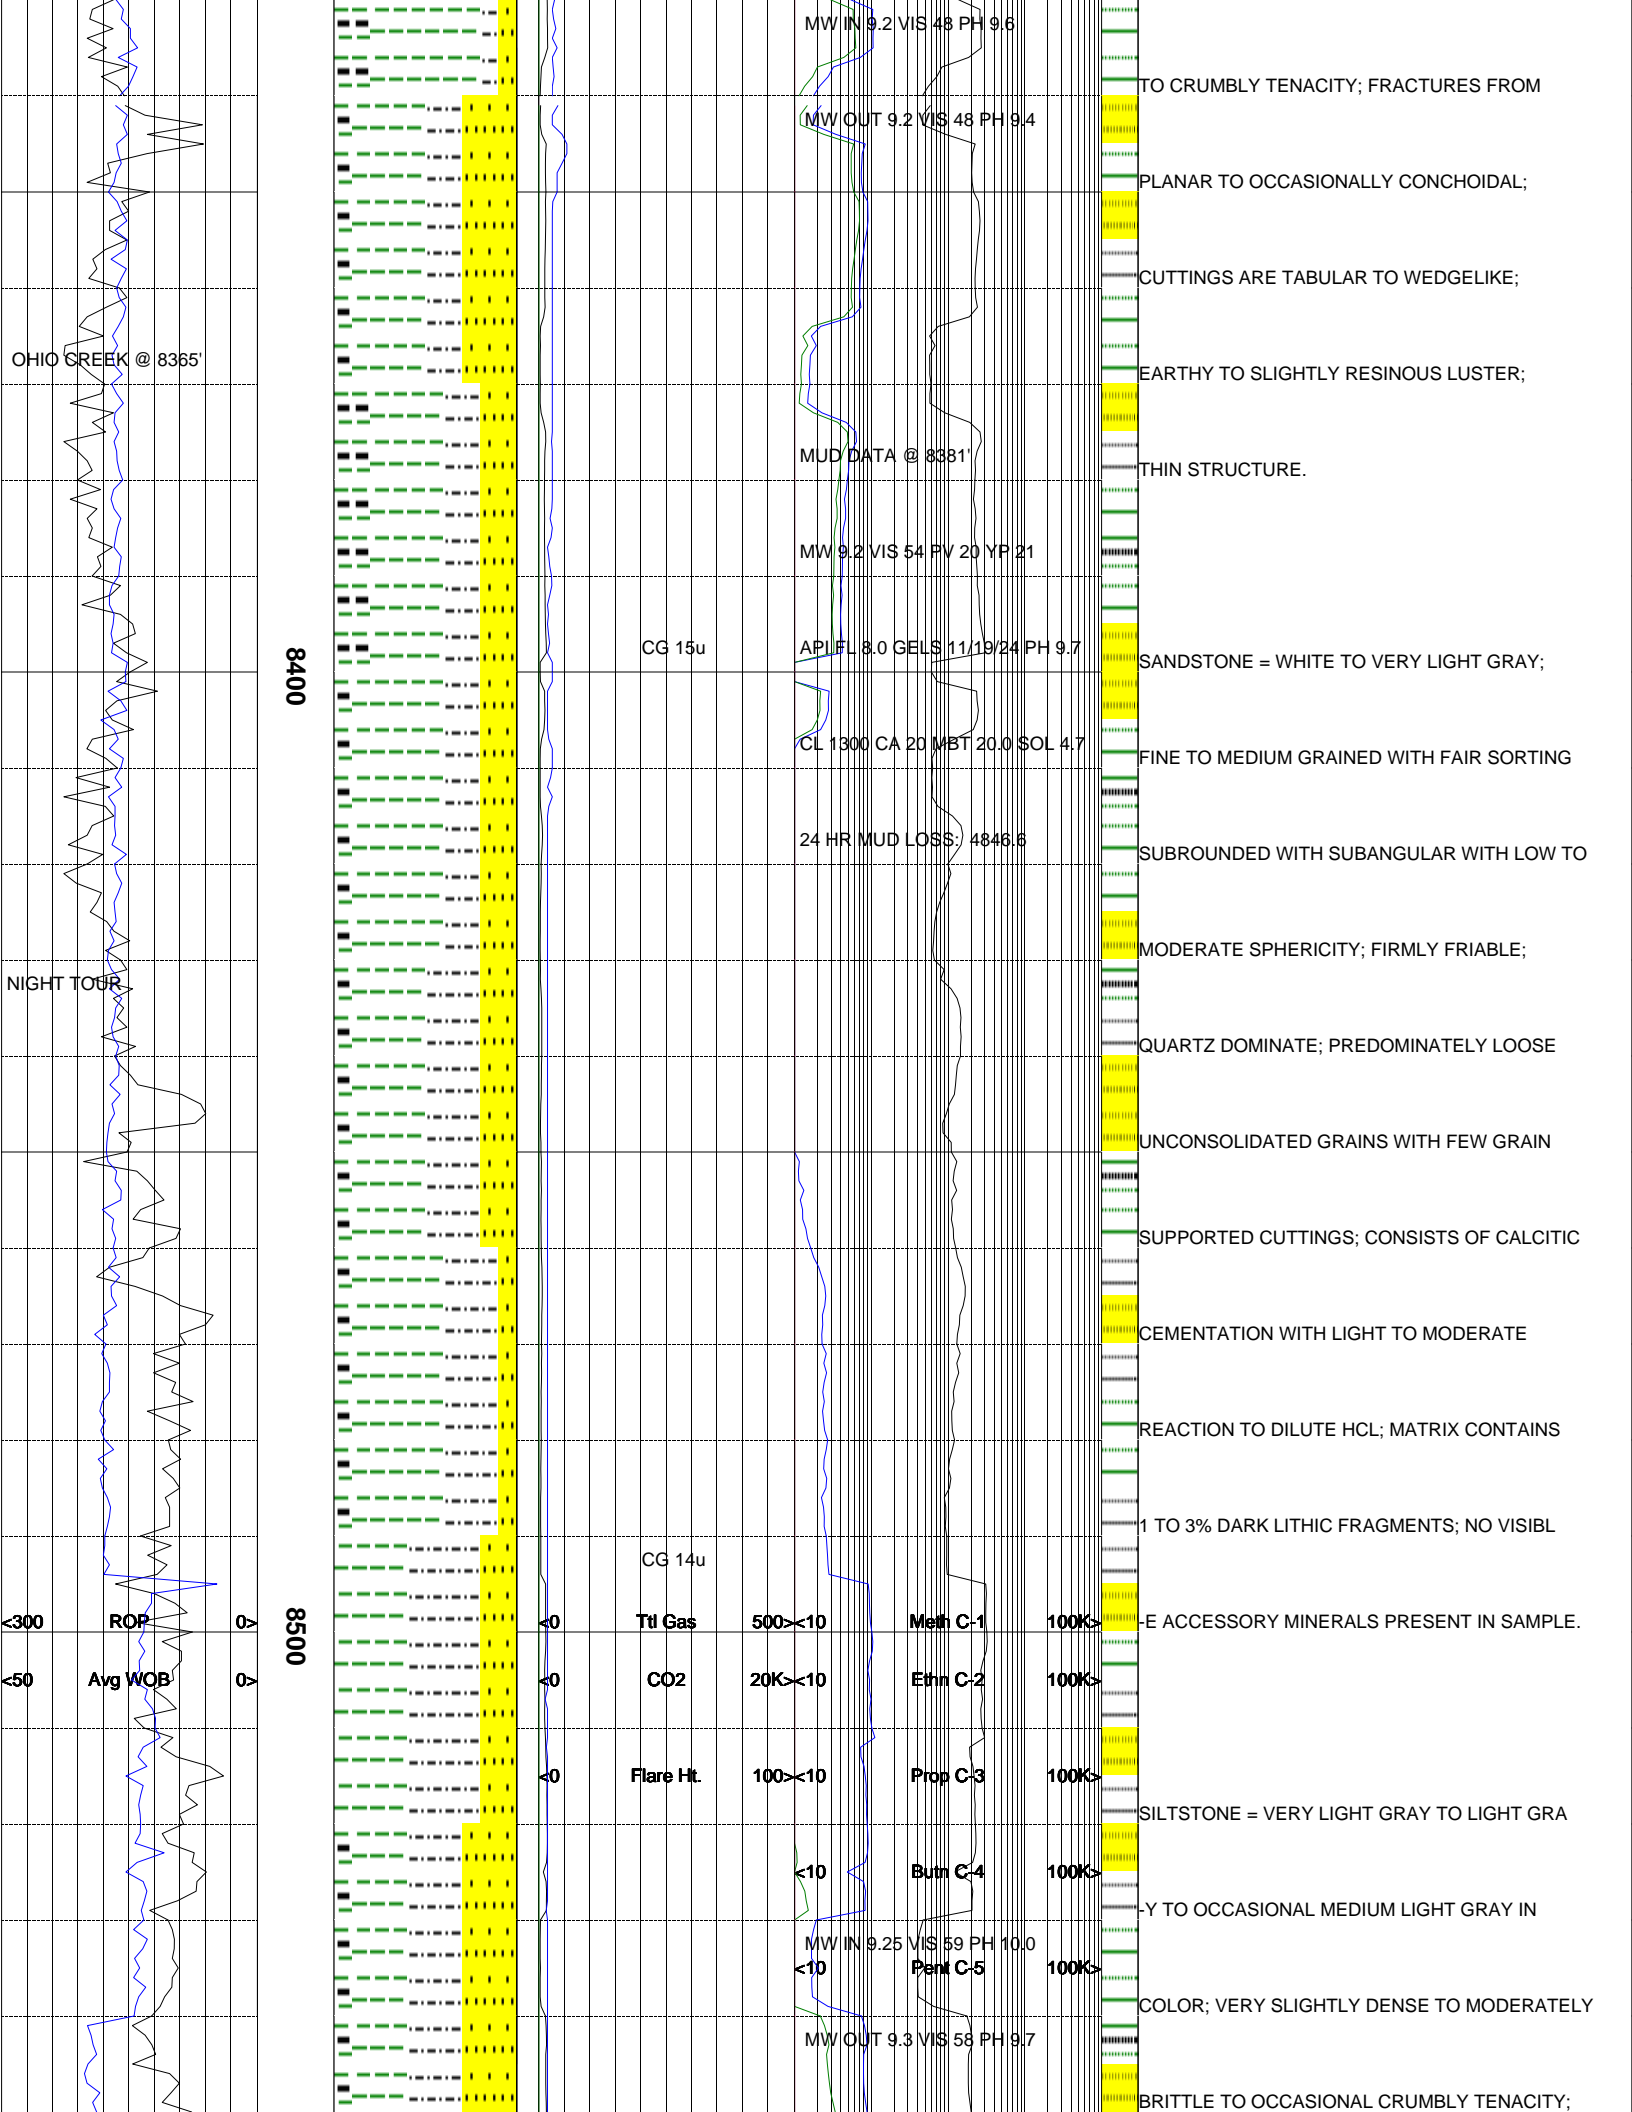 MW IN 9.2 VIS 48 PH 9.6
TO CRUMBLY TENACITY; FRACTURES FROM
MW OUT 9.2 VIS 48 PH 9.4
PLANAR TO OCCASIONALLY CONCHOIDAL;
CUTTINGS ARE TABULAR TO WEDGELIKE;
OHIO CREEK @ 8365'
EARTHY TO SLIGHTLY RESINOUS LUSTER;
MUD DATA @ 8381'
THIN STRUCTURE.
MW 9.2 VIS 54 PV 20 YP 21
8400
CG 15u
API FL 8.0 GELS 11/19/24 PH 9.7
SANDSTONE = WHITE TO VERY LIGHT GRAY;
CL 1300 CA 20 MBT 20.0 SOL 4.7
FINE TO MEDIUM GRAINED WITH FAIR SORTING
24 HR MUD LOSS: 4846.6
SUBROUNDED WITH SUBANGULAR WITH LOW TO
MODERATE SPHERICITY; FIRMLY FRIABLE;
NIGHT TOUR
QUARTZ DOMINATE; PREDOMINATELY LOOSE
UNCONSOLIDATED GRAINS WITH FEW GRAIN
SUPPORTED CUTTINGS; CONSISTS OF CALCITIC
CEMENTATION WITH LIGHT TO MODERATE
REACTION TO DILUTE HCL; MATRIX CONTAINS
1 TO 3% DARK LITHIC FRAGMENTS; NO VISIBL
CG 14u
8500
<300 ROP 0>
<0 Ttl Gas 500>
<10 Meth C-1 100K>
-E ACCESSORY MINERALS PRESENT IN SAMPLE.
<50 Avg WOB 0>
<0 CO2 20K>
<10 Ethn C-2 100K>
<0 Flare Ht. 100>
<10 Prop C-3 100K>
SILTSTONE = VERY LIGHT GRAY TO LIGHT GRA
<10 Butn C-4 100K>
-Y TO OCCASIONAL MEDIUM LIGHT GRAY IN
MW IN 9.25 VIS 59 PH 10.0
<10 Pent C-5 100K>
COLOR; VERY SLIGHTLY DENSE TO MODERATELY
MW OUT 9.3 VIS 58 PH 9.7
BRITTLE TO OCCASIONAL CRUMBLY TENACITY;